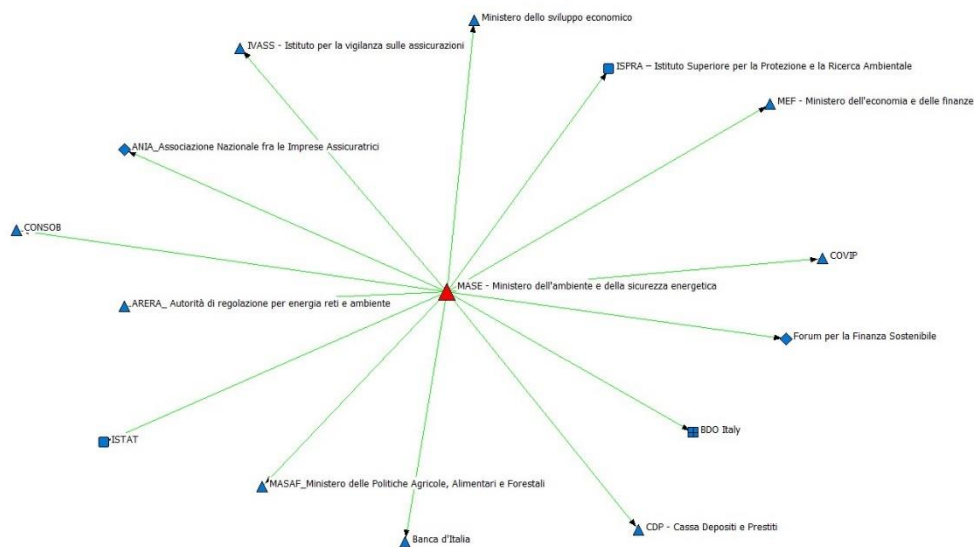 Ministero dello sviluppo economico
IVASS - Istituto per la vigilanza sulle assicurazioni
ISPRA – Istituto Superiore per la Protezione e la Ricerca Ambientale
MEF - Ministero dell'economia e delle finanze
ANIA_Associazione Nazionale fra le Imprese Assicuratrici
CONSOB
COVIP
MASE - Ministero dell'ambiente e della sicurezza energetica
ARERA_ Autorità di regolazione per energia reti e ambiente
Forum per la Finanza Sostenibile
BDO Italy
ISTAT
MASAF_Ministero delle Politiche Agricole, Alimentari e Forestali
CDP - Cassa Depositi e Prestiti
Banca d'Italia